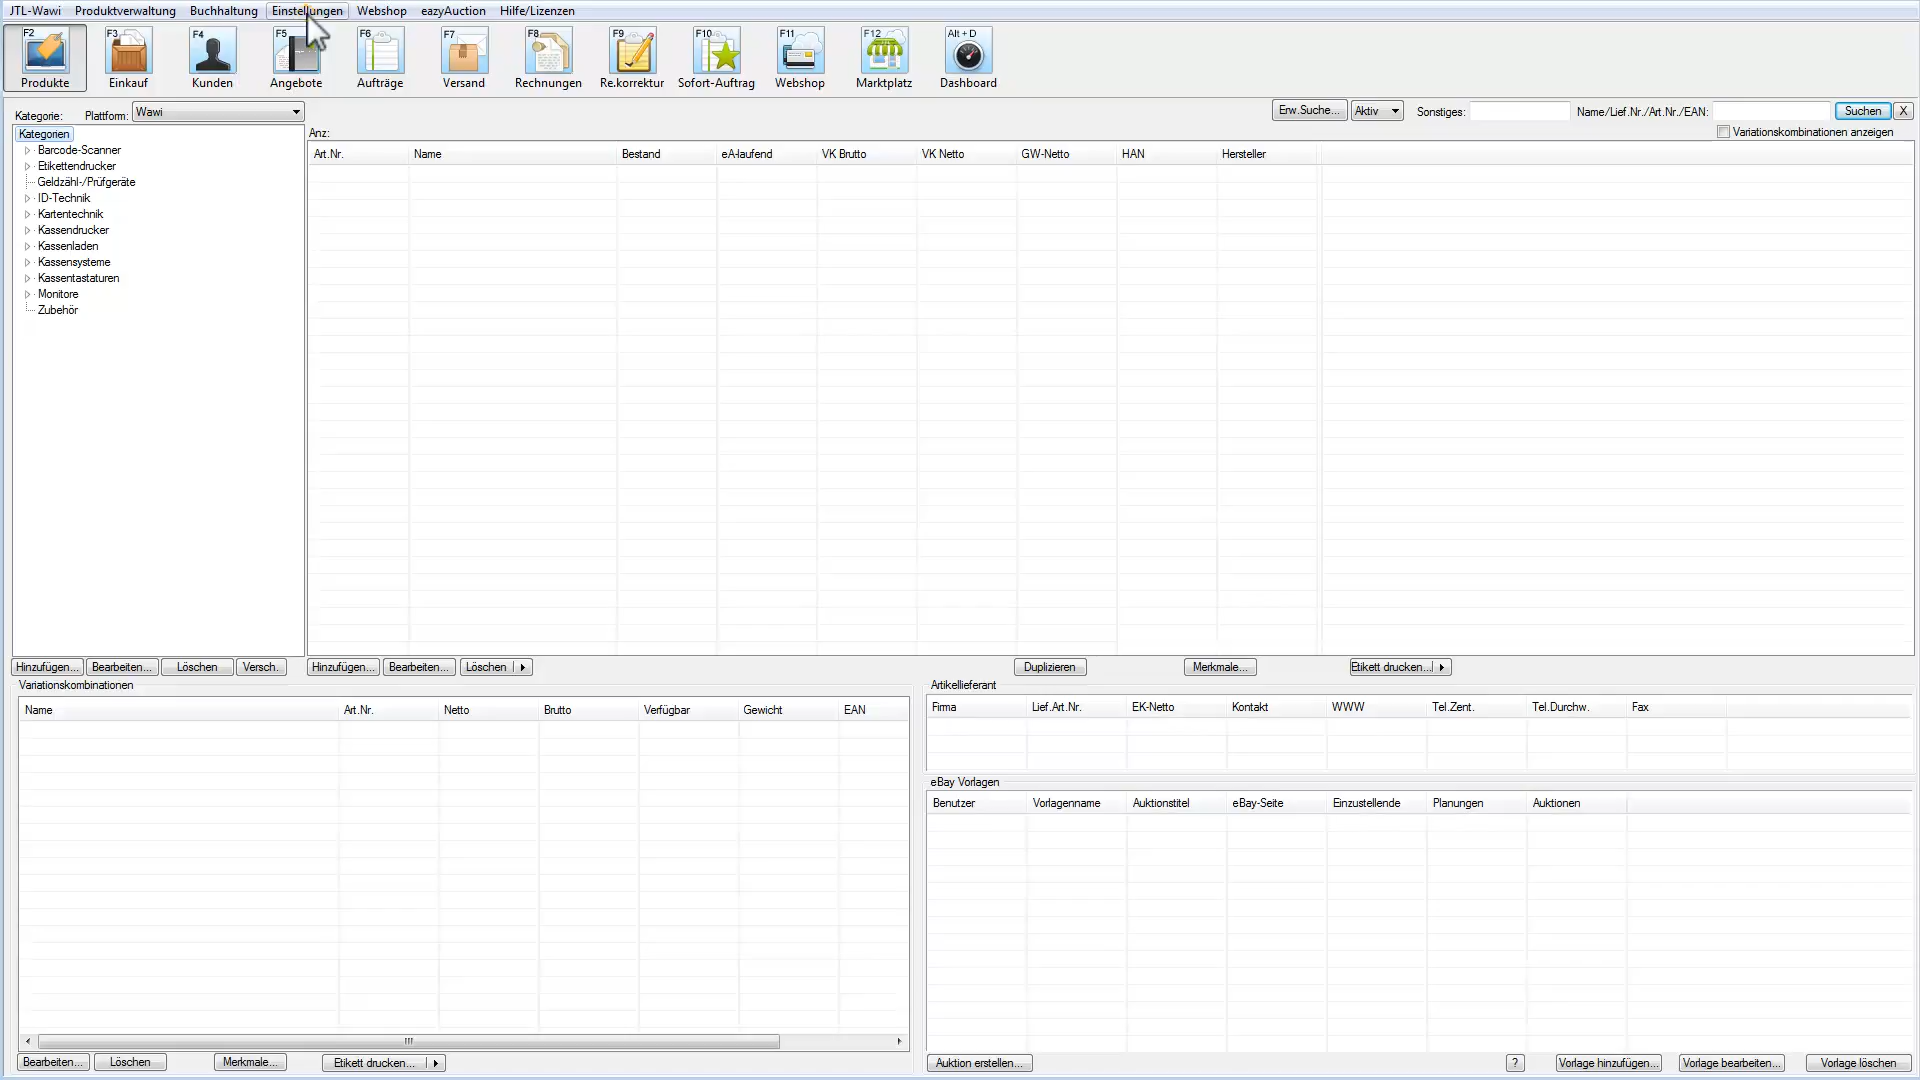 JTL-Wawi Produktverwaltung Buchhaltung Einstellungen Webshop eazyAuction Hilfe/Lizenzen
F2 F3 F4 F5 F6 F7 F8 F9 F10 F11 F12 Alt + D
Produkte Einkauf Kunden Angebote Aufträge Versand Rechnungen Re.korrektur Sofort-Auftrag Webshop Marktplatz Dashboard
Kategorie: Plattform: Wawi Erw.Suche... Aktiv Sonstiges: Name/Lief.Nr./Art.Nr./EAN: Suchen X
Kategorien Anz: Variationskombinationen anzeigen
Art.Nr. Name Bestand eA-laufend VK Brutto VK Netto GW-Netto HAN Hersteller
Barcode-Scanner
Etikettendrucker
Geldzähl-/Prüfgeräte
ID-Technik
Kartentechnik
Kassendrucker
Kassenladen
Kassensysteme
Kassentastaturen
Monitore
Zubehör
Hinzufügen... Bearbeiten... Löschen Versch. Hinzufügen... Bearbeiten... Löschen Duplizieren Merkmale... Etikett drucken...
Variationskombinationen
Name Art.Nr. Netto Brutto Verfügbar Gewicht EAN
Artikellieferant
Firma Lief.Art.Nr. EK-Netto Kontakt WWW Tel.Zent. Tel.Durchw. Fax
eBay Vorlagen
Benutzer Vorlagenname Auktionstitel eBay-Seite Einzustellende Planungen Auktionen
Bearbeiten... Löschen Merkmale... Etikett drucken... Auktion erstellen... ? Vorlage hinzufügen... Vorlage bearbeiten... Vorlage löschen